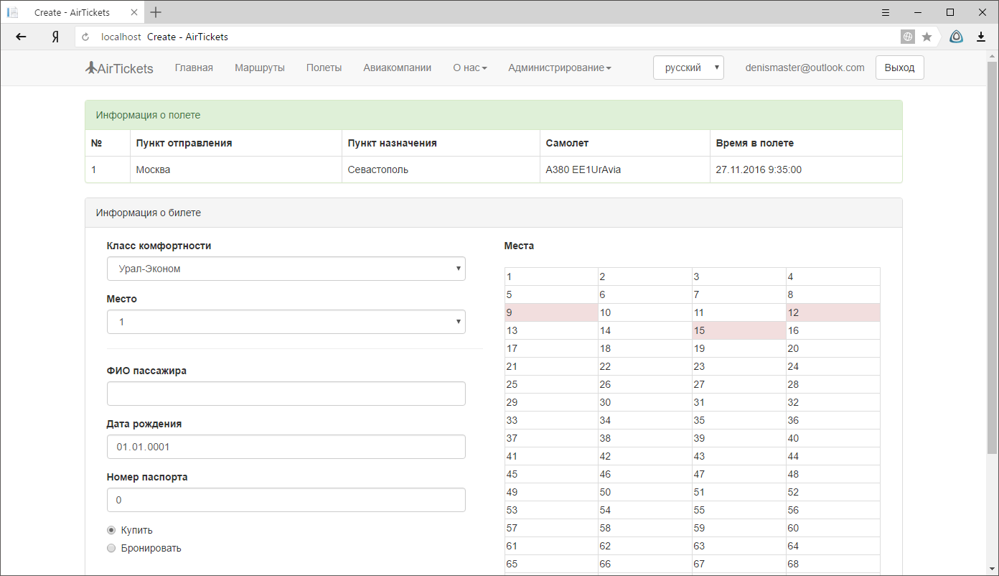 Create - AirTickets
Я localhost Create - AirTickets
AirTickets Главная Маршруты Полеты Авиакомпании О нас Администрирование русский denismaster@outlook.com Выход
Информация о полете
№ Пункт отправления Пункт назначения Самолет Время в полете
1 Москва Севастополь A380 EE1UrAvia 27.11.2016 9:35:00
Информация о билете
Класс комфортности
Урал-Эконом
Место
1
ФИО пассажира
Дата рождения
01.01.0001
Номер паспорта
0
Купить
Бронировать
Места
1 2 3 4
5 6 7 8
9 10 11 12
13 14 15 16
17 18 19 20
21 22 23 24
25 26 27 28
29 30 31 32
33 34 35 36
37 38 39 40
41 42 43 44
45 46 47 48
49 50 51 52
53 54 55 56
57 58 59 60
61 62 63 64
65 66 67 68